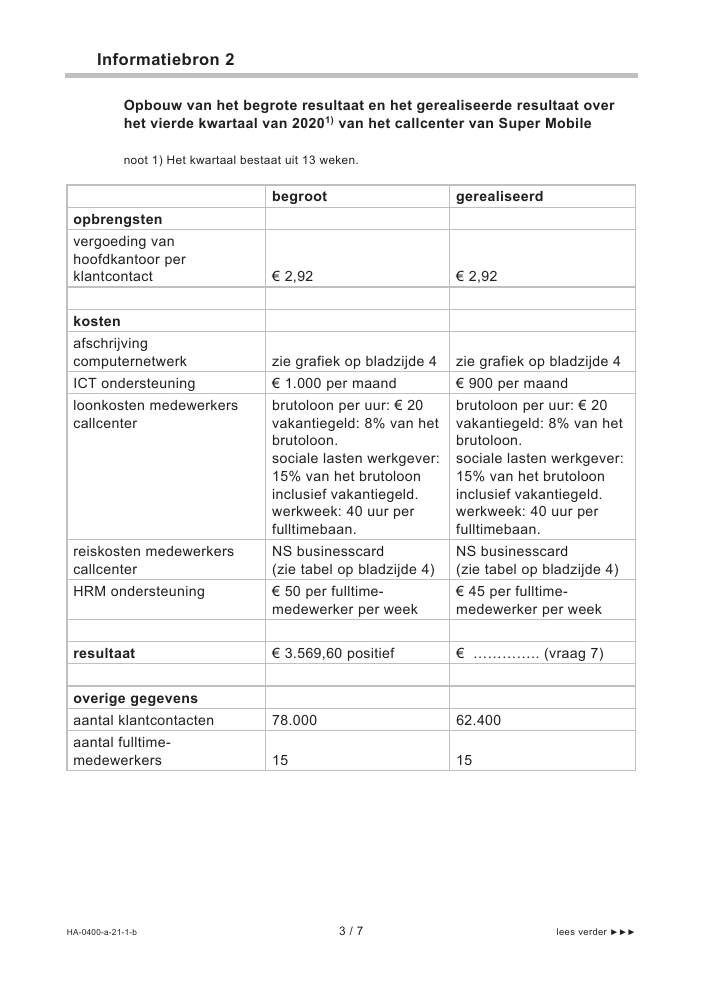 Informatiebron 2
Opbouw van het begrote resultaat en het gerealiseerde resultaat over
het vierde kwartaal van 2020¹⁾ van het callcenter van Super Mobile
noot 1) Het kwartaal bestaat uit 13 weken.
begroot gerealiseerd
opbrengsten
vergoeding van
hoofdkantoor per
klantcontact € 2,92 € 2,92
kosten
afschrijving
computernetwerk zie grafiek op bladzijde 4 zie grafiek op bladzijde 4
ICT ondersteuning € 1.000 per maand € 900 per maand
loonkosten medewerkers brutoloon per uur: € 20 brutoloon per uur: € 20
callcenter vakantiegeld: 8% van het vakantiegeld: 8% van het
brutoloon. brutoloon.
sociale lasten werkgever: sociale lasten werkgever:
15% van het brutoloon 15% van het brutoloon
inclusief vakantiegeld. inclusief vakantiegeld.
werkweek: 40 uur per werkweek: 40 uur per
fulltimebaan. fulltimebaan.
reiskosten medewerkers NS businesscard NS businesscard
callcenter (zie tabel op bladzijde 4) (zie tabel op bladzijde 4)
HRM ondersteuning € 50 per fulltime- € 45 per fulltime-
medewerker per week medewerker per week
resultaat € 3.569,60 positief € ………….. (vraag 7)
overige gegevens
aantal klantcontacten 78.000 62.400
aantal fulltime-
medewerkers 15 15
HA-0400-a-21-1-b 3 / 7 lees verder ►►►